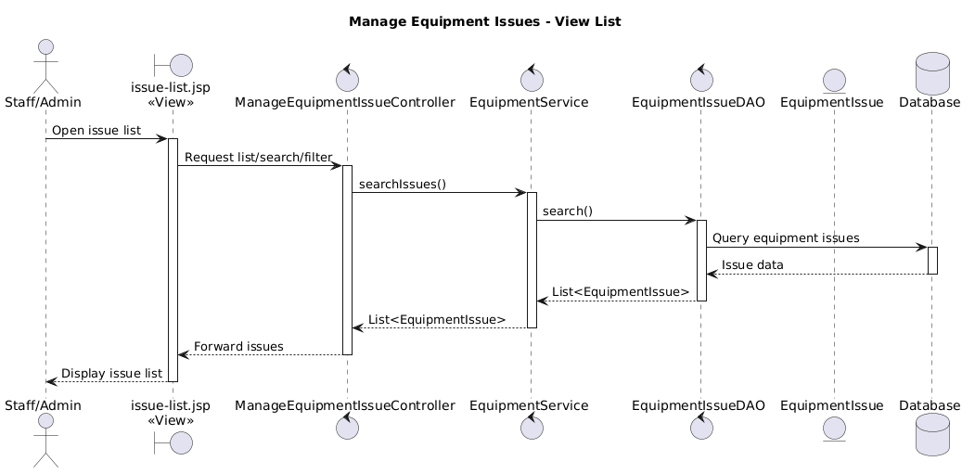 Manage Equipment Issues - View List
Staff/Admin
issue-list.jsp
«View»
ManageEquipmentIssueController
EquipmentService
EquipmentIssueDAO
EquipmentIssue
Database
Open issue list
Request list/search/filter
searchIssues()
search()
Query equipment issues
Issue data
List<EquipmentIssue>
List<EquipmentIssue>
Forward issues
Display issue list
Staff/Admin
issue-list.jsp
«View»
ManageEquipmentIssueController
EquipmentService
EquipmentIssueDAO
EquipmentIssue
Database